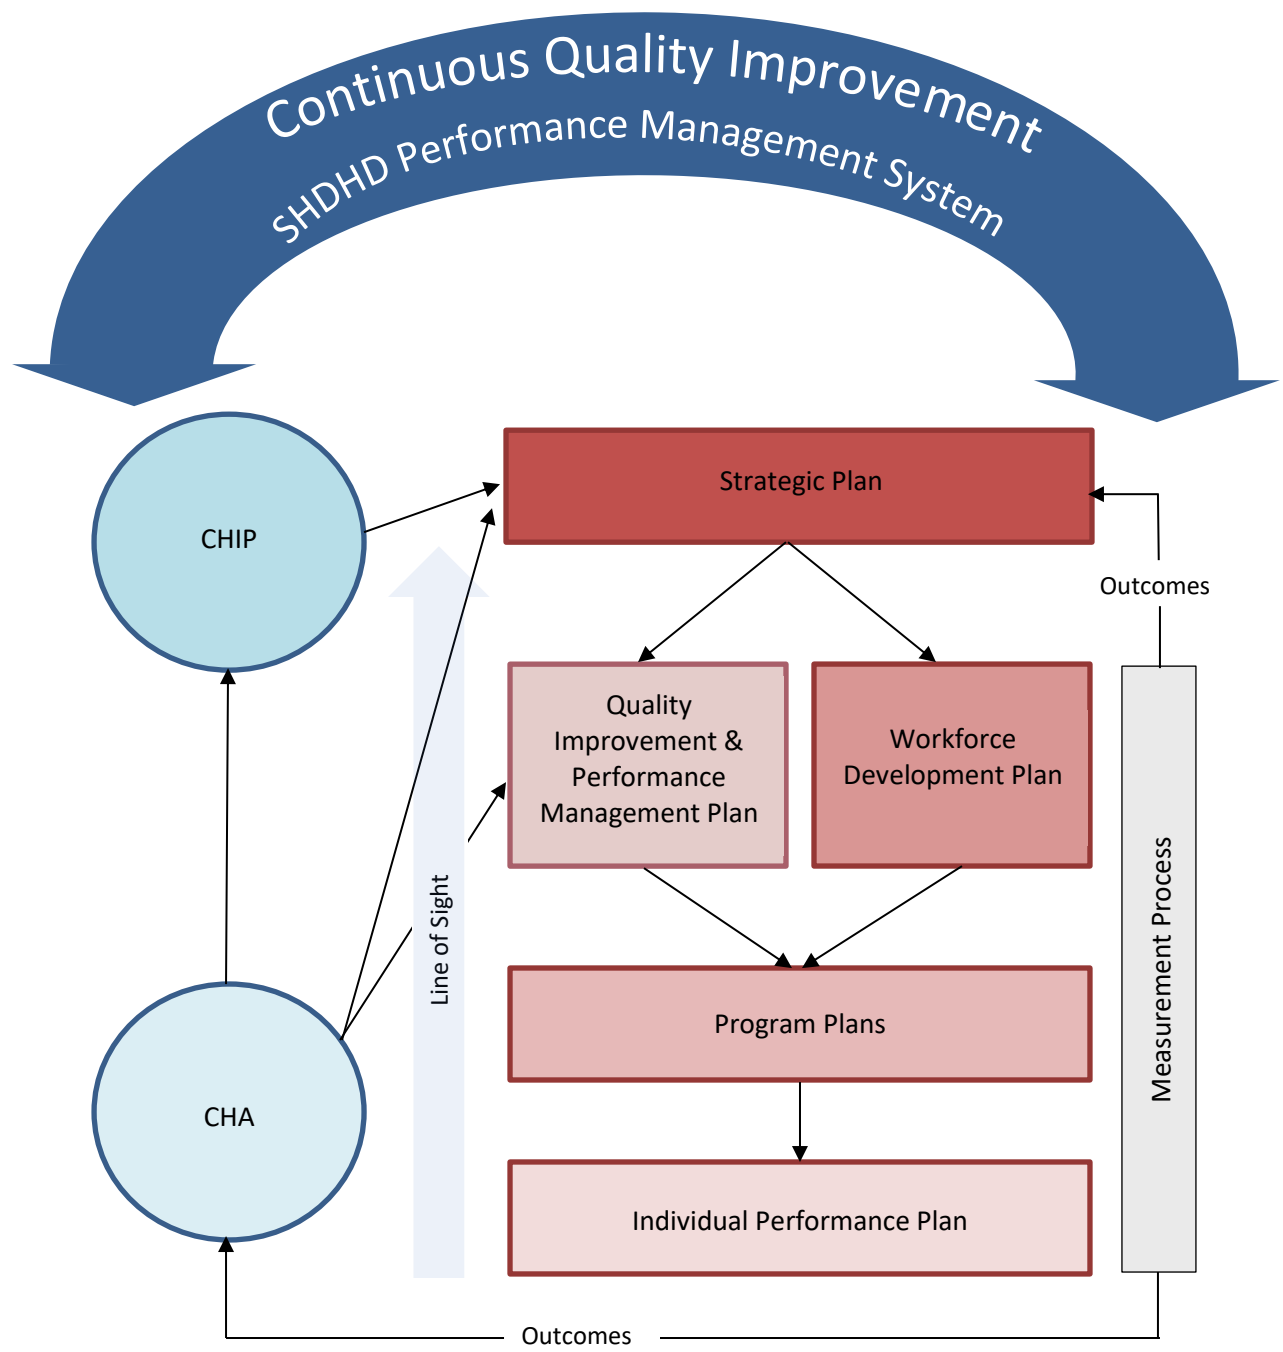 Continuous Quality Improvement
SHDHD Performance Management System
Strategic Plan
CHIP
Outcomes
Quality
Improvement &
Performance
Management Plan
Workforce
Development Plan
Line of Sight
Measurement Process
Program Plans
CHA
Individual Performance Plan
Outcomes